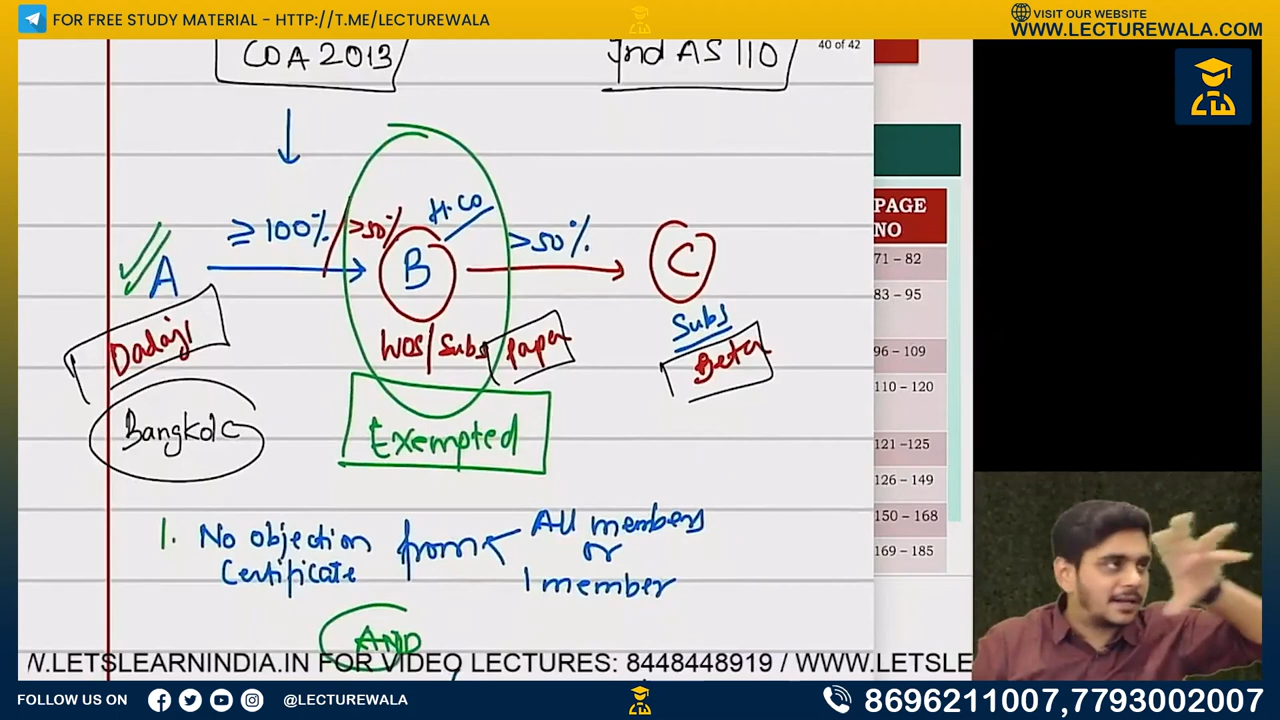 FOR FREE STUDY MATERIAL - HTTP://T.ME/LECTUREWALA
VISIT OUR WEBSITE
WWW.LECTUREWALA.COM
COA 2013
Ind AS 110
40 of 42
≥ 100%
>50%
H.CO
>50%
A
B
C
WOS/Subs
Papa
Subs
Beta
Dadaji
Exempted
1. No objection from All members
Certificate
or
1 member
AND
PAGE
NO
71 – 82
83 – 95
96 – 109
110 – 120
121 –125
126 – 149
150 – 168
169 – 185
W.LETSLEARNINDIA.IN FOR VIDEO LECTURES: 8448448919 / WWW.LETSLE
FOLLOW US ON
@LECTUREWALA
8696211007,7793002007